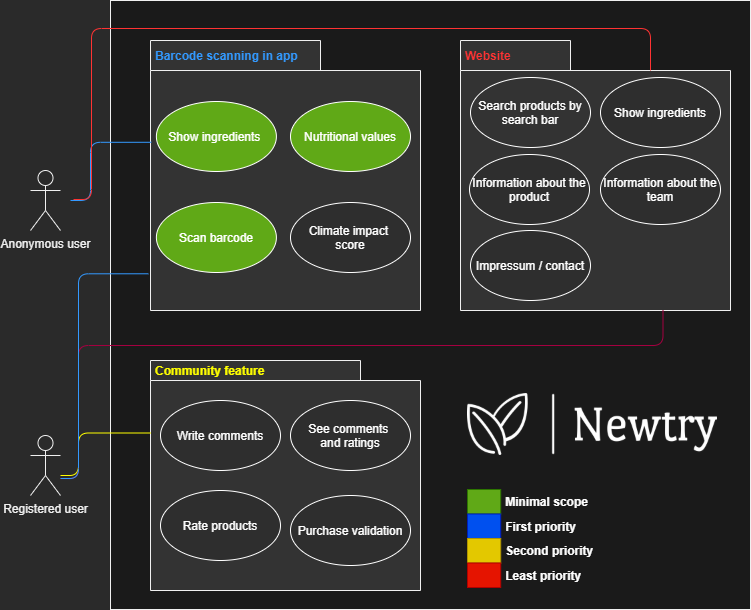 Barcode scanning in app
Show ingredients
Nutritional values
Scan barcode
Climate impact
score
Website
Search products by
search bar
Show ingredients
Information about the
product
Information about the
team
Impressum / contact
Anonymous user
Community feature
Write comments
See comments
and ratings
Rate products
Purchase validation
Registered user
Newtry
Minimal scope
First priority
Second priority
Least priority